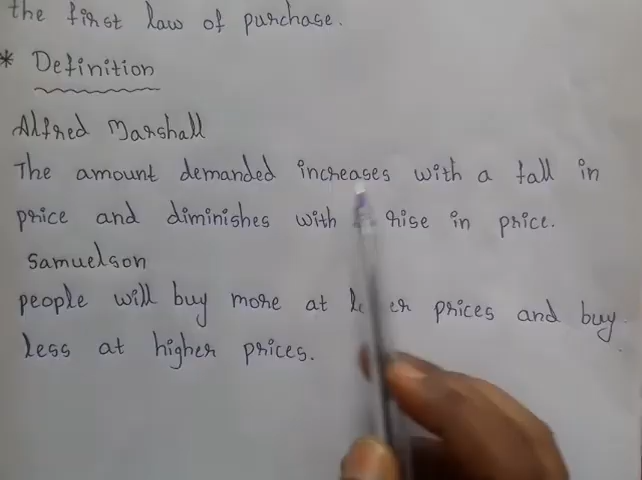 the first law of purchase.
* Definition
Alfred Marshall
The amount demanded increases with a fall in
price and diminishes with rise in price.
Samuelson
people will buy more at prices and buy
less at higher prices.